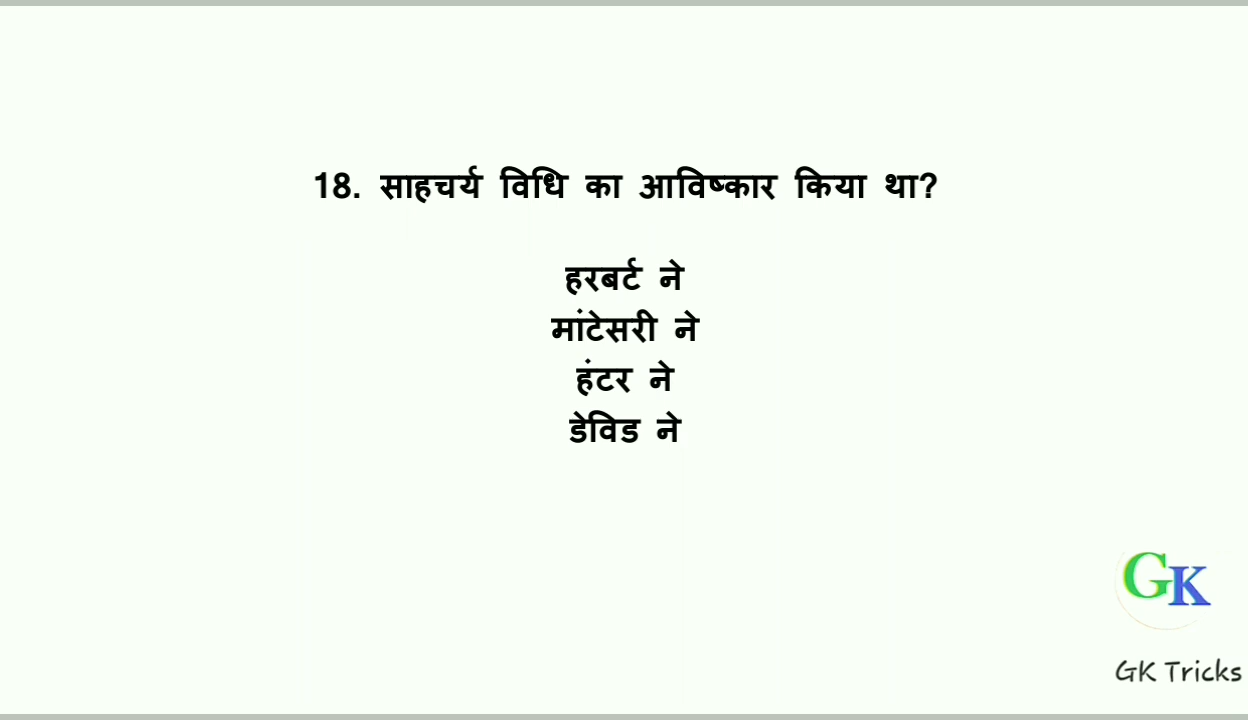 18. साहचर्य विधि का आविष्कार किया था?
हरबर्ट ने
मांटेसरी ने
हंटर ने
डेविड ने
GK
GK Tricks